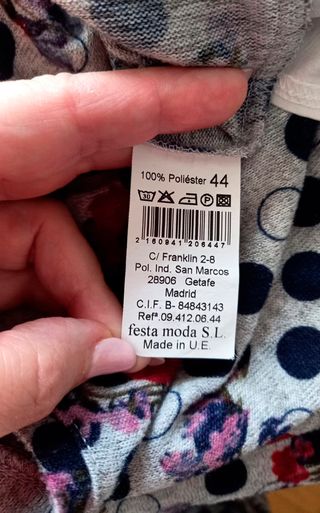 100% Poliéster 44
2 160941 206447
C/ Franklin 2-8
Pol. Ind. San Marcos
28906 Getafe
Madrid
C.I.F. B- 84843143
Refª.09.412.06.44
festa moda S.L.
Made in U.E.